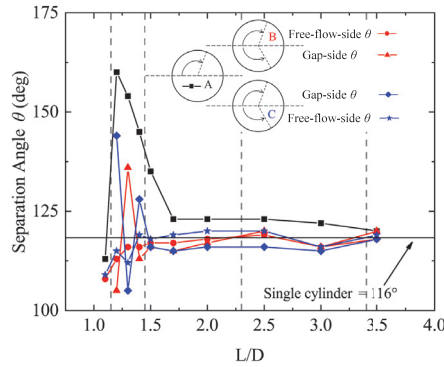 175
150
125
100
Separation Angle θ (deg)
1.0 1.5 2.0 2.5 3.0 3.5 4.0
L/D
A
B
C
Free-flow-side θ
Gap-side θ
Gap-side θ
Free-flow-side θ
Single cylinder = 116°